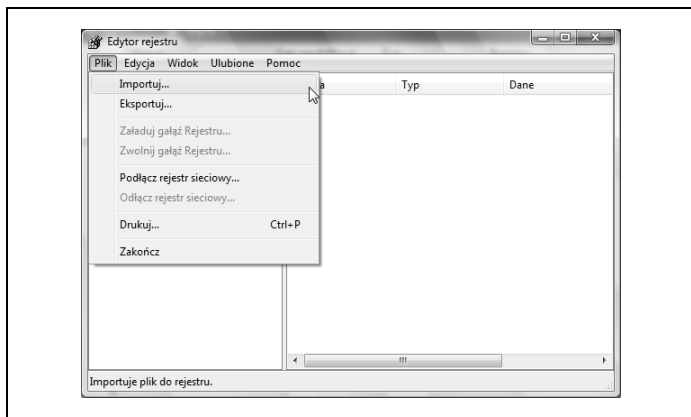 Edytor rejestru
Plik Edycja Widok Ulubione Pomoc
Importuj...
Eksportuj...
Załaduj gałąź Rejestru...
Zwolnij gałąź Rejestru...
Podłącz rejestr sieciowy...
Odłącz rejestr sieciowy...
Drukuj... Ctrl+P
Zakończ
Typ Dane
Importuje plik do rejestru.